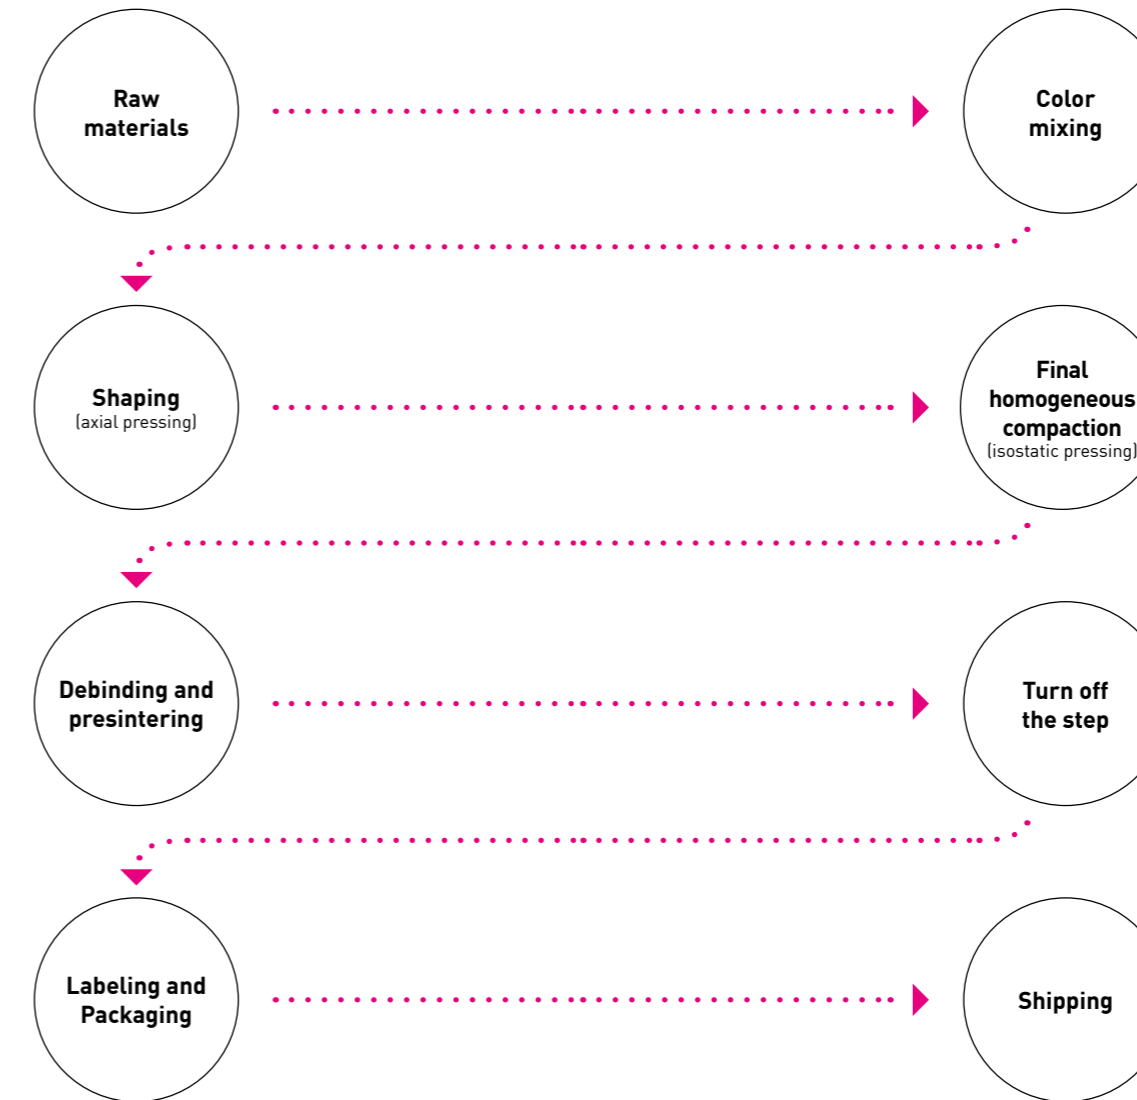 Raw
materials
Color
mixing
Shaping
(axial pressing)
Final
homogeneous
compaction
(isostatic pressing)
Debinding and
presintering
Turn off
the step
Labeling and
Packaging
Shipping